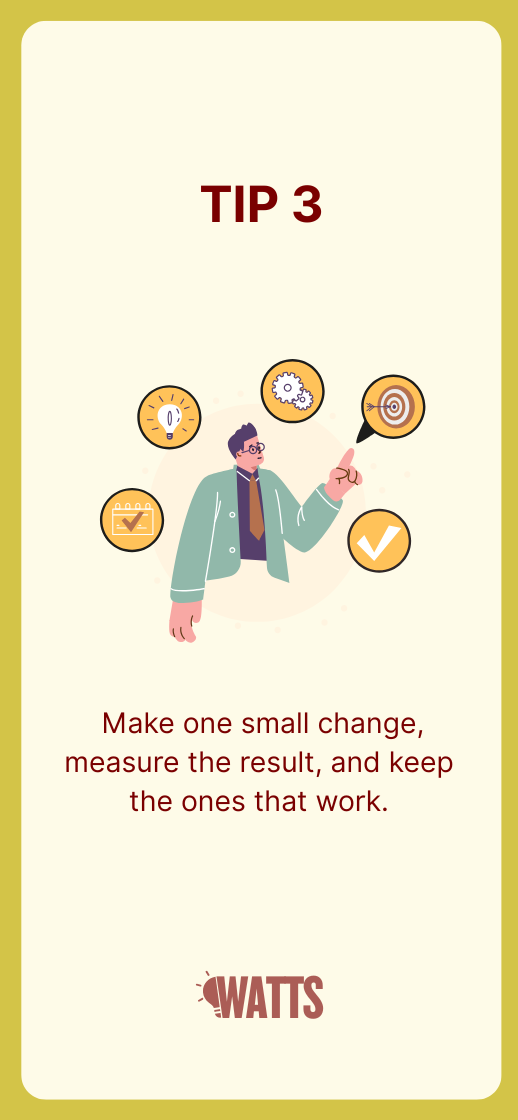 TIP 3
Make one small change,
measure the result, and keep
the ones that work.
WATTS